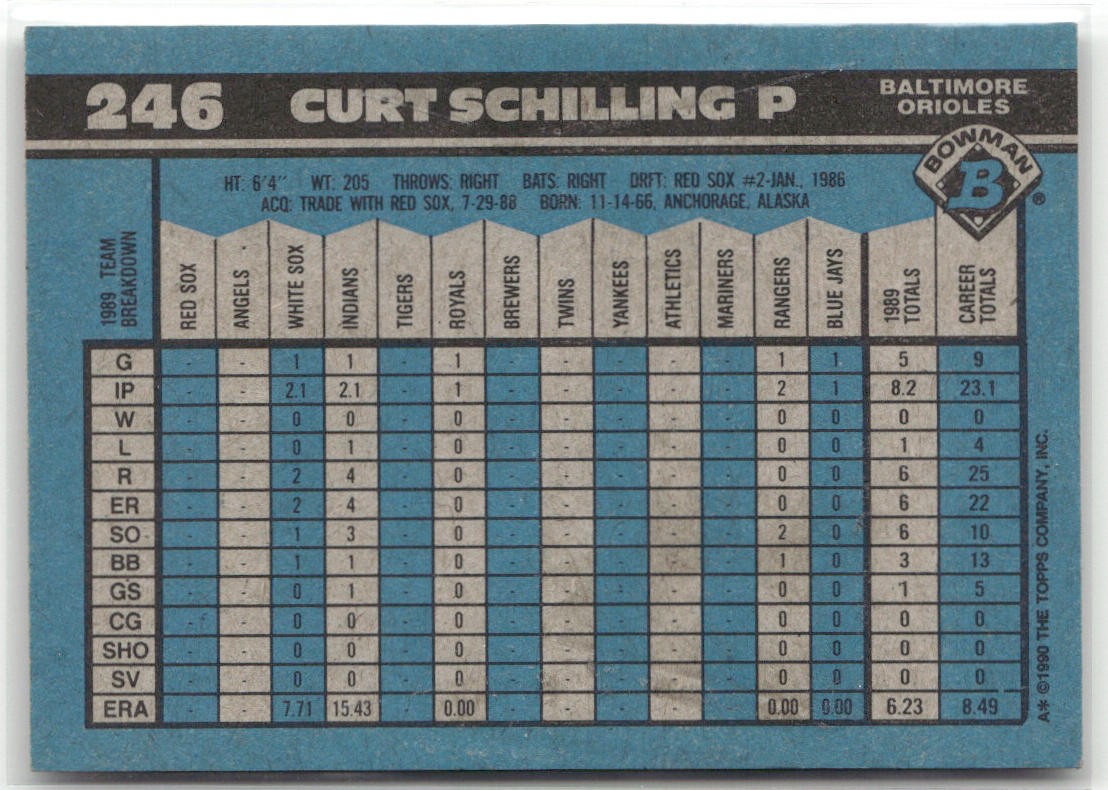 246 CURT SCHILLING P BALTIMORE ORIOLES
BOWMAN
B
®
HT: 6'4" WT: 205 THROWS: RIGHT BATS: RIGHT DRFT: RED SOX #2-JAN., 1986
ACQ: TRADE WITH RED SOX, 7-29-88 BORN: 11-14-66, ANCHORAGE, ALASKA
1989 TEAM BREAKDOWN RED SOX ANGELS WHITE SOX INDIANS TIGERS ROYALS BREWERS TWINS YANKEES ATHLETICS MARINERS RANGERS BLUE JAYS 1989 TOTALS CAREER TOTALS
G - - 1 1 - 1 - - - - - 1 1 5 9
IP - - 2.1 2.1 - 1 - - - - - 2 1 8.2 23.1
W - - 0 0 - 0 - - - - - 0 0 0 0
L - - 0 1 - 0 - - - - - 0 0 1 4
R - - 2 4 - 0 - - - - - 0 0 6 25
ER - - 2 4 - 0 - - - - - 0 0 6 22
SO - - 1 3 - 0 - - - - - 2 0 6 10
BB - - 1 1 - 0 - - - - - 1 0 3 13
GS - - 0 1 - 0 - - - - - 0 0 1 5
CG - - 0 0 - 0 - - - - - 0 0 0 0
SHO - - 0 0 - 0 - - - - - 0 0 0 0
SV - - 0 0 - 0 - - - - - 0 0 0 0
ERA - - 7.71 15.43 - 0.00 - - - - - 0.00 0.00 6.23 8.49
A* ©1990 THE TOPPS COMPANY, INC.